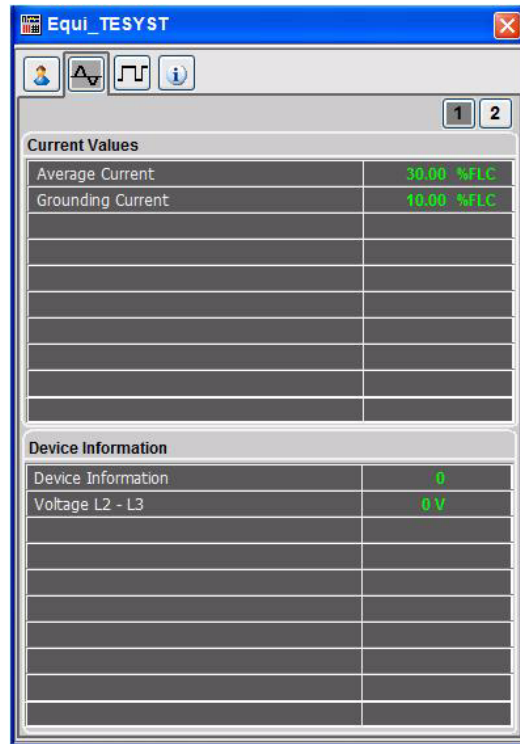 Equi_TESYST
1 2
Current Values
Average Current 30.00 %FLC
Grounding Current 10.00 %FLC
Device Information
Device Information 0
Voltage L2 - L3 0 V